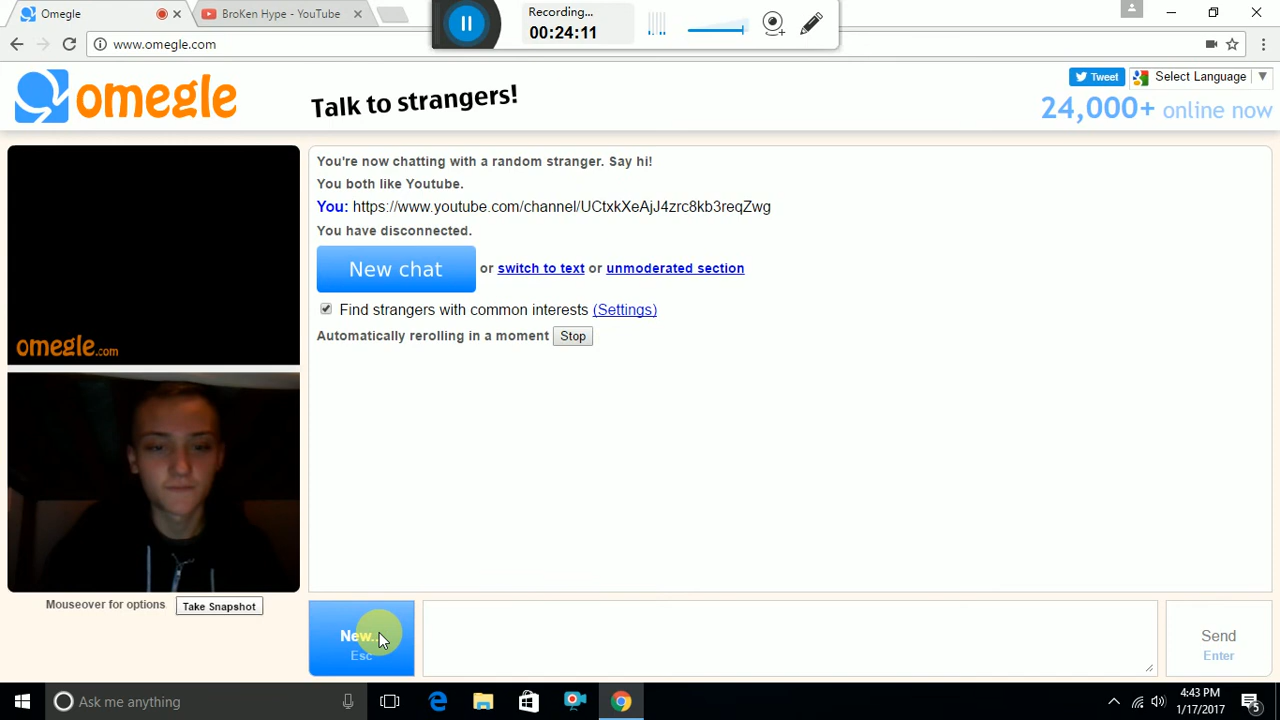 Omegle
BroKen Hype - YouTube
Recording...
00:24:11
www.omegle.com
omegle
Talk to strangers!
Tweet
Select Language
24,000+ online now
You're now chatting with a random stranger. Say hi!
You both like Youtube.
You: https://www.youtube.com/channel/UCtxkXeAjJ4zrc8kb3reqZwg
You have disconnected.
New chat or switch to text or unmoderated section
Find strangers with common interests (Settings)
Automatically rerolling in a moment Stop
omegle.com
Mouseover for options Take Snapshot
New...
Esc
Send
Enter
Ask me anything
4:43 PM
1/17/2017
5